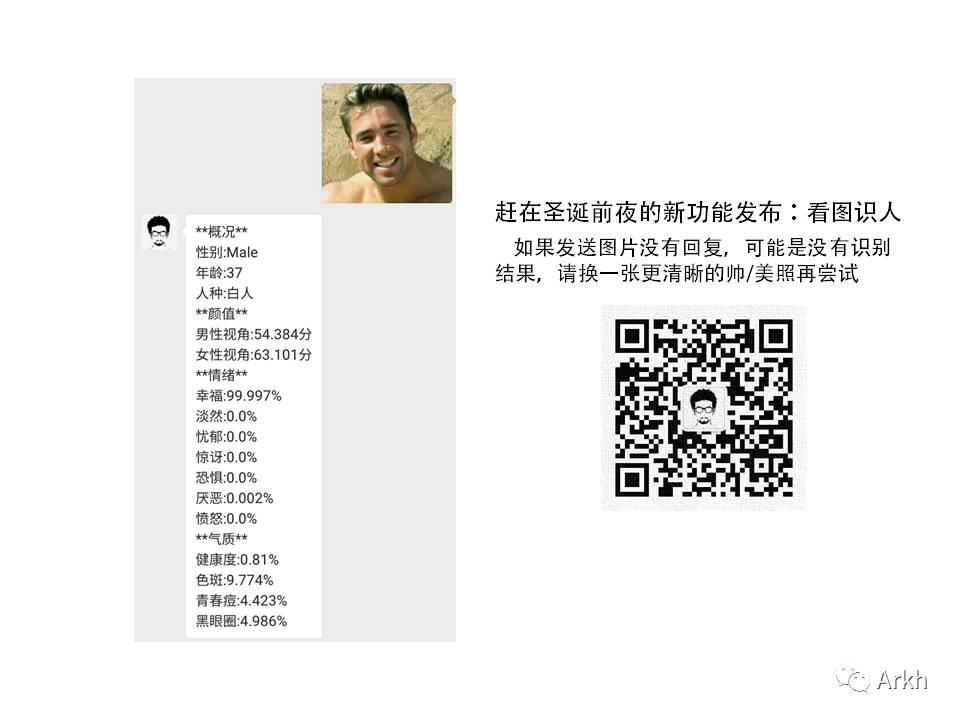 **概况**
性别:Male
年龄:37
人种:白人
**颜值**
男性视角:54.384分
女性视角:63.101分
**情绪**
幸福:99.997%
淡然:0.0%
忧郁:0.0%
惊讶:0.0%
恐惧:0.0%
厌恶:0.002%
愤怒:0.0%
**气质**
健康度:0.81%
色斑:9.774%
青春痘:4.423%
黑眼圈:4.986%
赶在圣诞前夜的新功能发布：看图识人
如果发送图片没有回复，可能是没有识别
结果，请换一张更清晰的帅/美照再尝试
Arkh